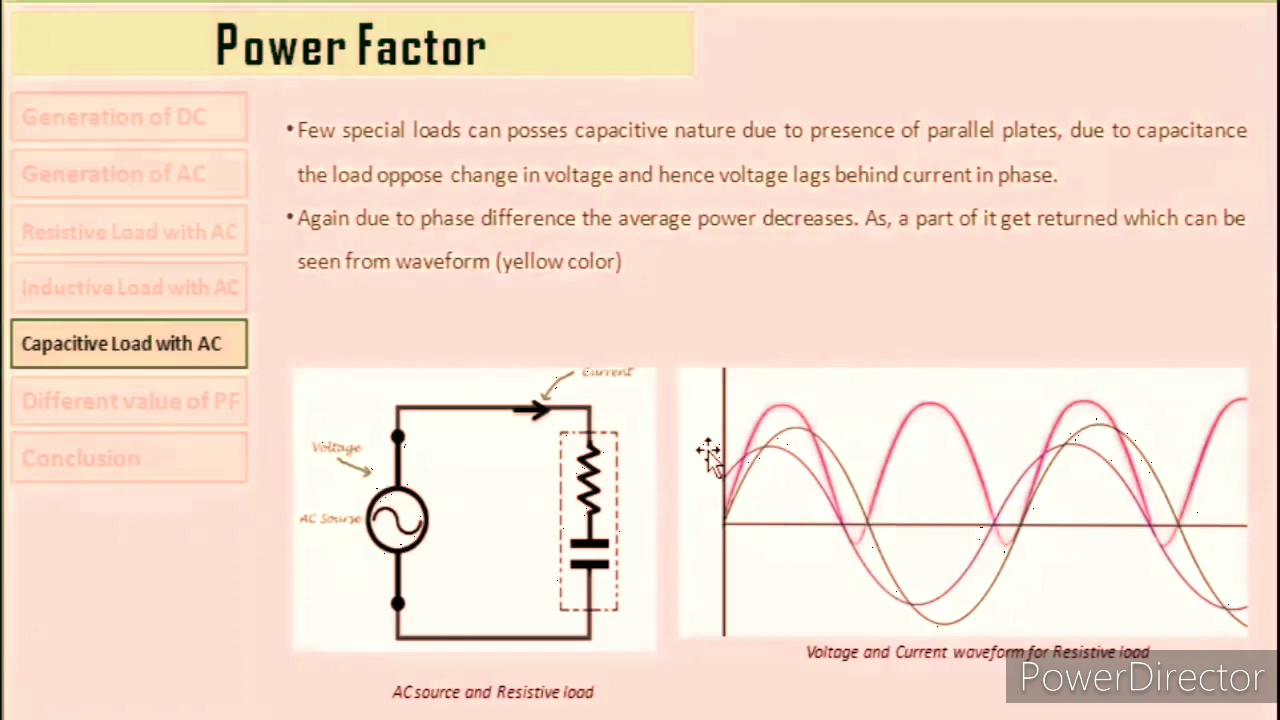 Power Factor
Generation of DC
Generation of AC
Resistive Load with AC
Inductive Load with AC
Capacitive Load with AC
Different value of PF
Conclusion
•Few special loads can posses capacitive nature due to presence of parallel plates, due to capacitance
the load oppose change in voltage and hence voltage lags behind current in phase.
•Again due to phase difference the average power decreases. As, a part of it get returned which can be
seen from waveform (yellow color)
Current
Voltage
AC Sourse
AC source and Resistive load
Voltage and Current waveform for Resistive load
PowerDirector